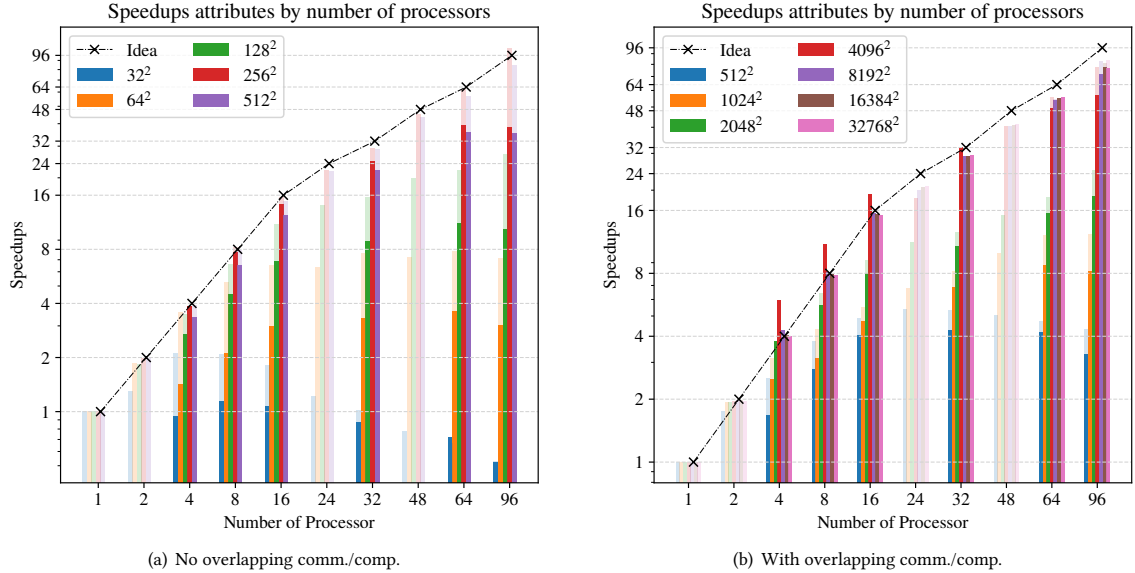 Speedups attributes by number of processors
Idea
32²
64²
128²
256²
512²
Speedups
96
64
48
32
24
16
8
4
2
1
1 2 4 8 16 24 32 48 64 96
Number of Processor
(a) No overlapping comm./comp.
Speedups attributes by number of processors
Idea
512²
1024²
2048²
4096²
8192²
16384²
32768²
Speedups
96
64
48
32
24
16
8
4
2
1
1 2 4 8 16 24 32 48 64 96
Number of Processor
(b) With overlapping comm./comp.